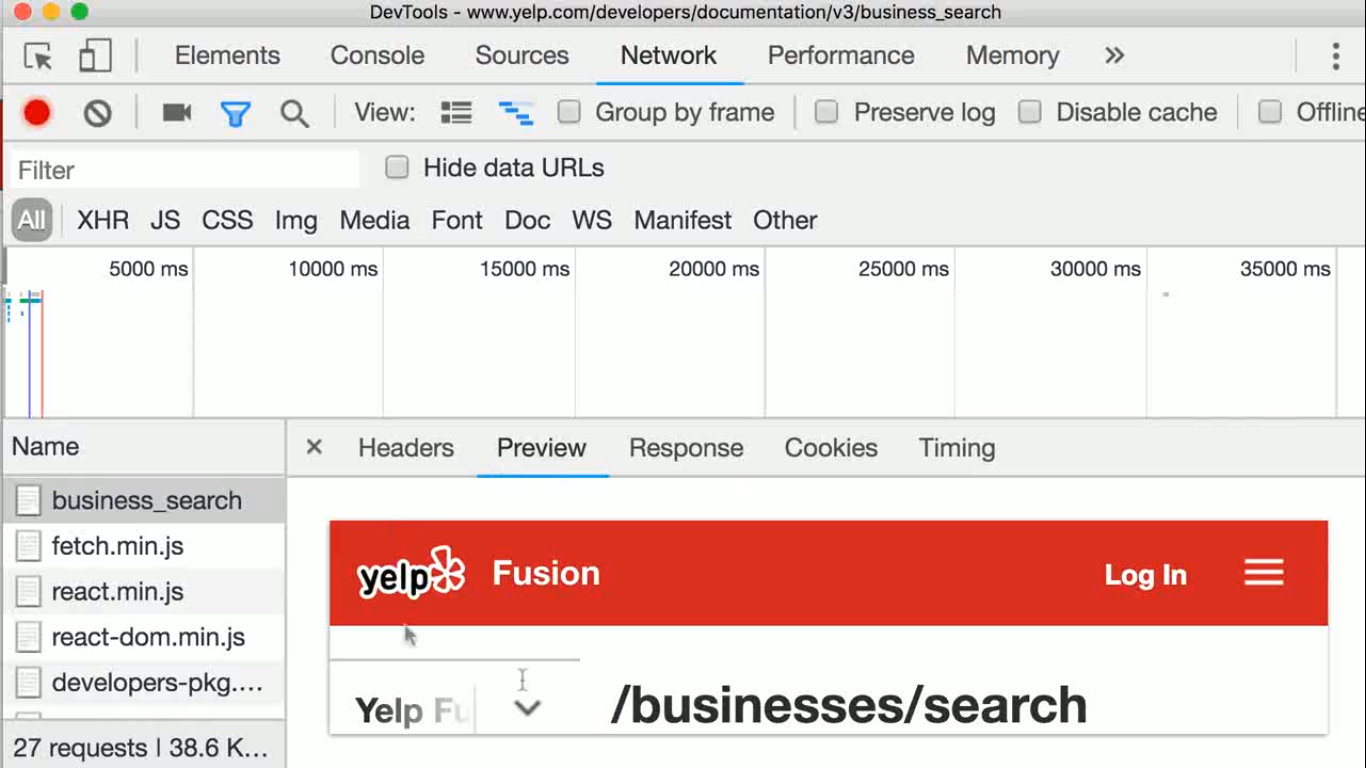 DevTools - www.yelp.com/developers/documentation/v3/business_search
Elements Console Sources Network Performance Memory »
View: Group by frame Preserve log Disable cache Offline
Filter Hide data URLs
All XHR JS CSS Img Media Font Doc WS Manifest Other
5000 ms 10000 ms 15000 ms 20000 ms 25000 ms 30000 ms 35000 ms
Name
Headers Preview Response Cookies Timing
business_search
fetch.min.js
react.min.js
react-dom.min.js
developers-pkg....
27 requests | 38.6 K...
yelp Fusion Log In
Yelp Fu
/businesses/search